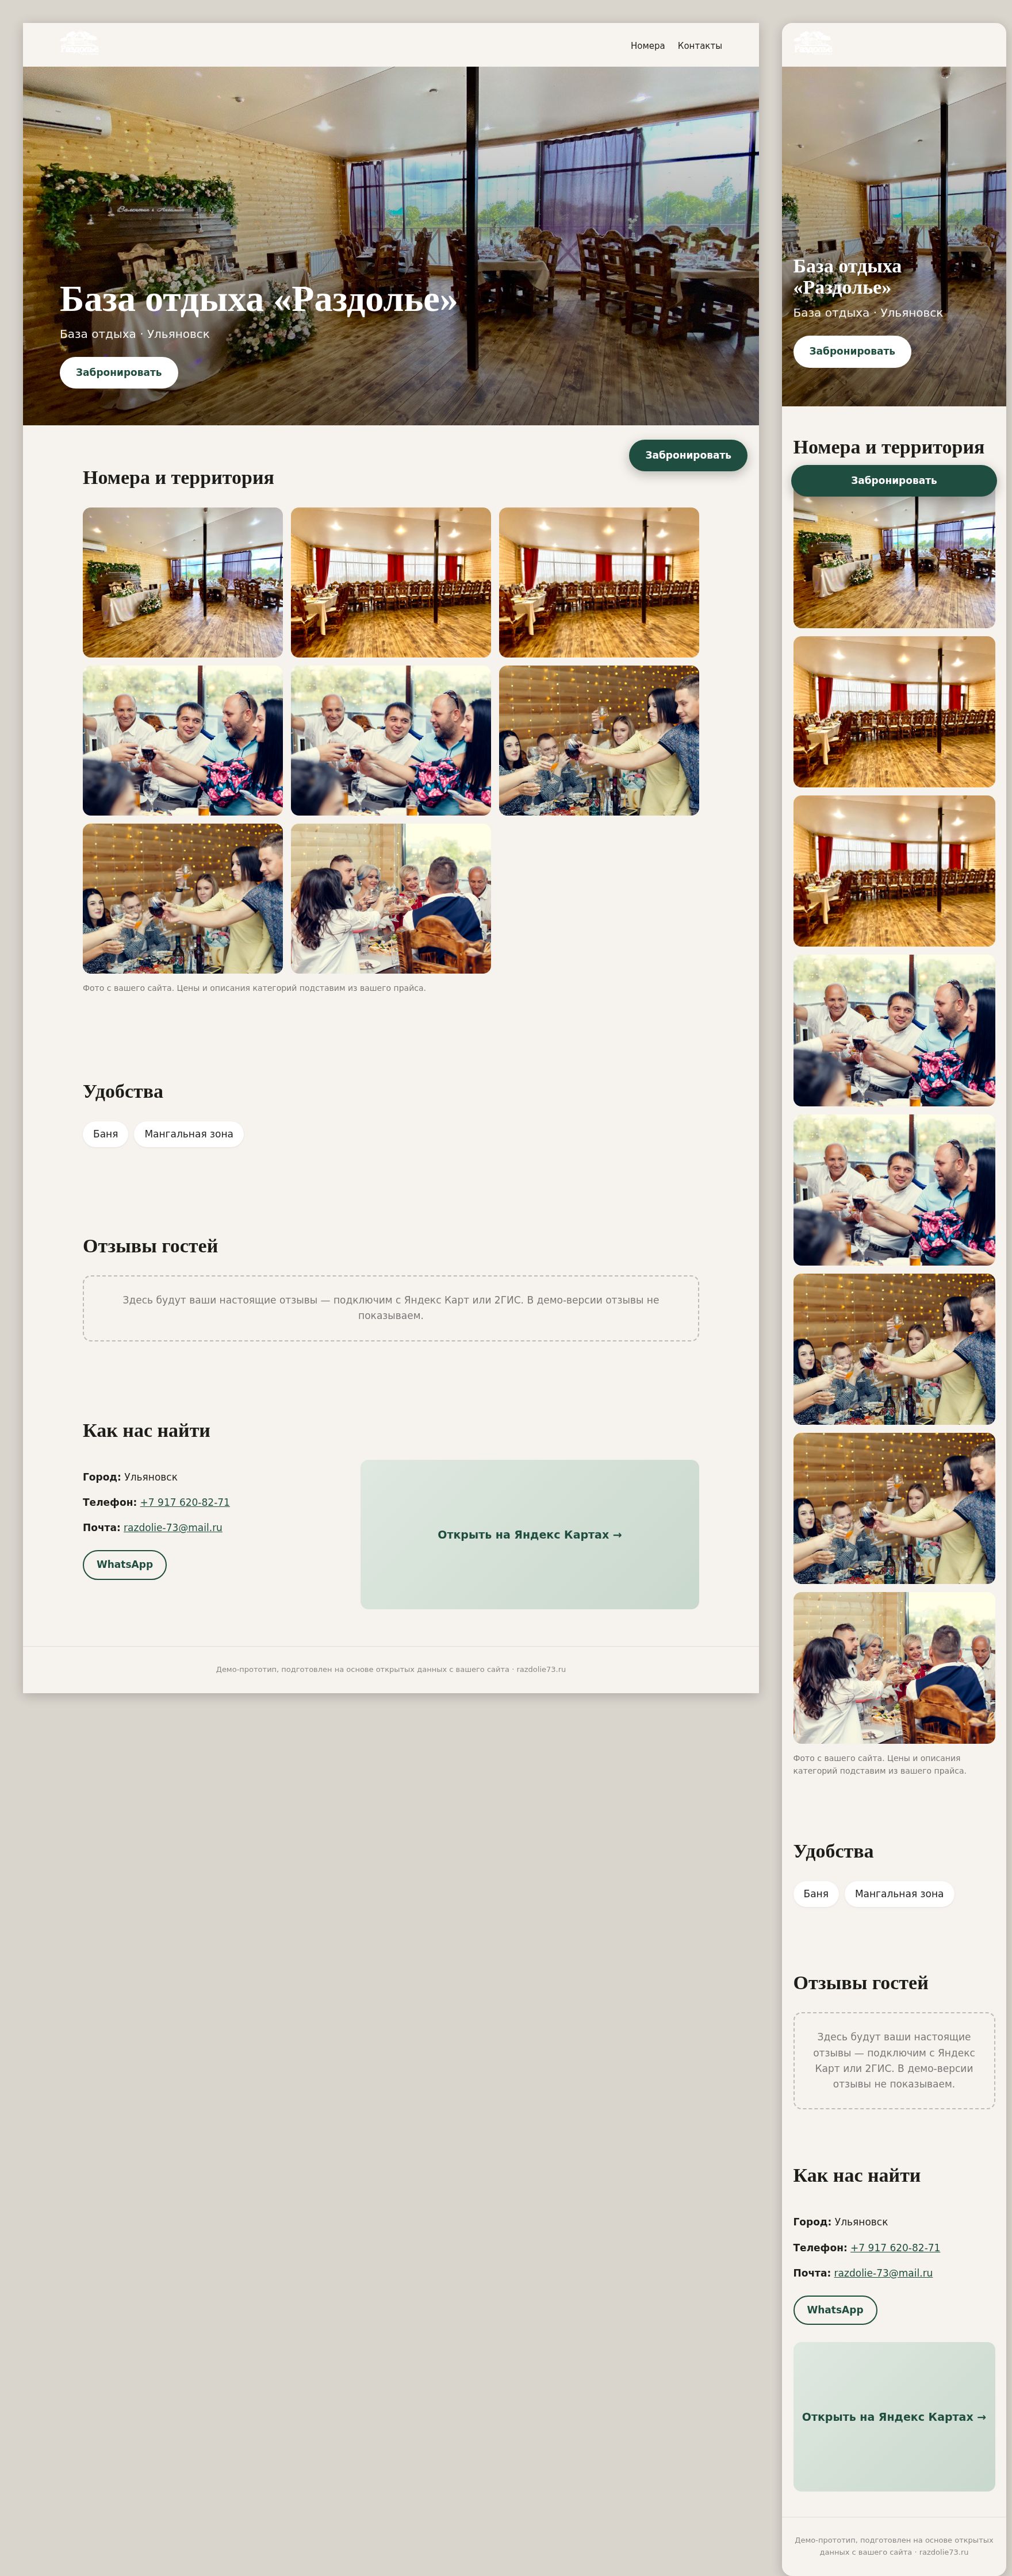 Номера Контакты
База отдыха «Раздолье»
База отдыха · Ульяновск
Забронировать
Забронировать
Номера и территория
Фото с вашего сайта. Цены и описания категорий подставим из вашего прайса.
Удобства
Баня
Мангальная зона
Отзывы гостей
Здесь будут ваши настоящие отзывы — подключим с Яндекс Карт или 2ГИС. В демо-версии отзывы не
показываем.
Как нас найти
Город: Ульяновск
Телефон: +7 917 620-82-71
Почта: razdolie-73@mail.ru
WhatsApp
Открыть на Яндекс Картах →
Демо-прототип, подготовлен на основе открытых данных с вашего сайта · razdolie73.ru
База отдыха
«Раздолье»
База отдыха · Ульяновск
Забронировать
Номера и территория
Забронировать
Фото с вашего сайта. Цены и описания
категорий подставим из вашего прайса.
Удобства
Баня
Мангальная зона
Отзывы гостей
Здесь будут ваши настоящие
отзывы — подключим с Яндекс
Карт или 2ГИС. В демо-версии
отзывы не показываем.
Как нас найти
Город: Ульяновск
Телефон: +7 917 620-82-71
Почта: razdolie-73@mail.ru
WhatsApp
Открыть на Яндекс Картах →
Демо-прототип, подготовлен на основе открытых
данных с вашего сайта · razdolie73.ru